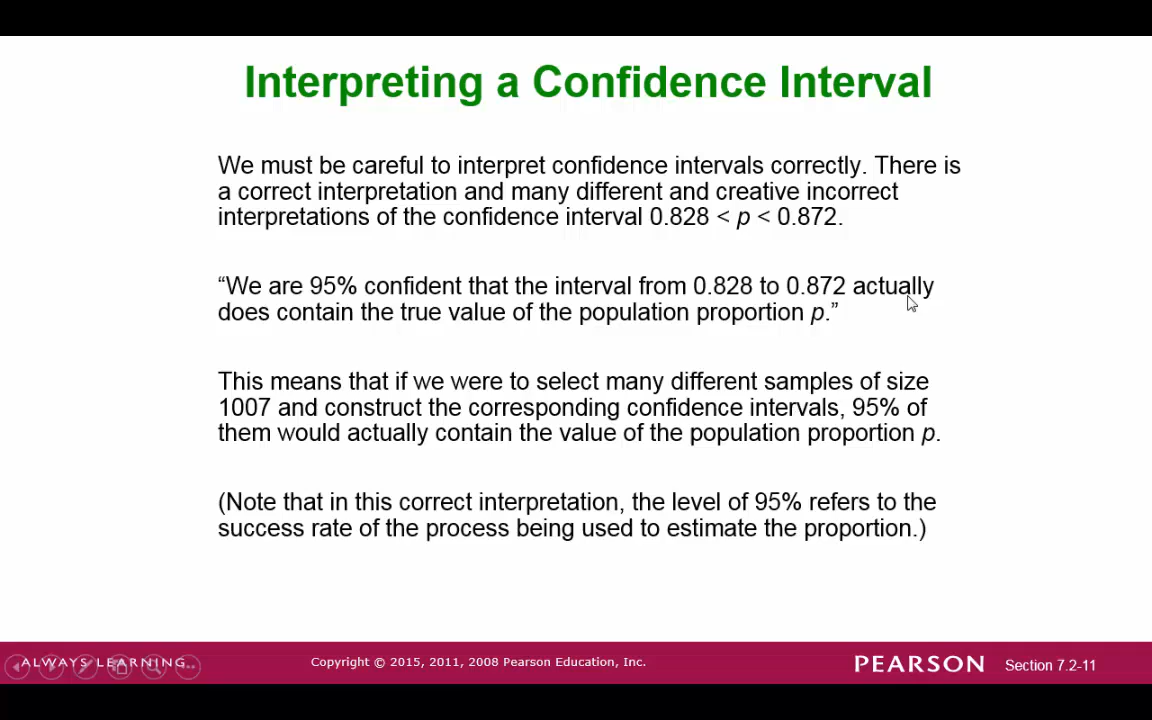 Interpreting a Confidence Interval
We must be careful to interpret confidence intervals correctly. There is
a correct interpretation and many different and creative incorrect
interpretations of the confidence interval 0.828 < p < 0.872.
“We are 95% confident that the interval from 0.828 to 0.872 actually
does contain the true value of the population proportion p.”
This means that if we were to select many different samples of size
1007 and construct the corresponding confidence intervals, 95% of
them would actually contain the value of the population proportion p.
(Note that in this correct interpretation, the level of 95% refers to the
success rate of the process being used to estimate the proportion.)
ALWAYS LEARNING
Copyright © 2015, 2011, 2008 Pearson Education, Inc.
PEARSON
Section 7.2-11